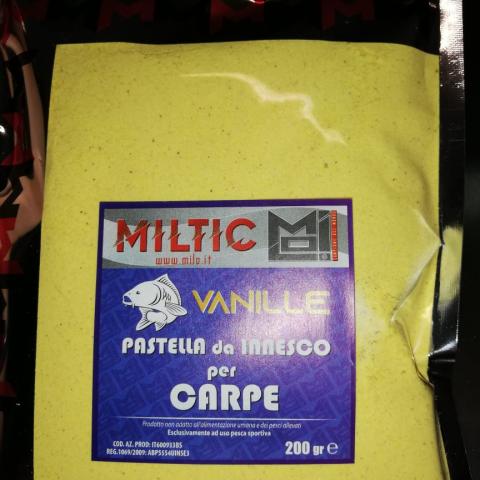 MILTIC
www.milo.it
VANILLE
PASTELLA da INNESCO
per
CARPE
Prodotto non adatto all'alimentazione umana e dei pesci allevati
Esclusivamente ad uso pesca sportiva
COD. AZ. PROD: IT600933BS
REG.1069/2009: ABP5554UINSE3
200 gr e